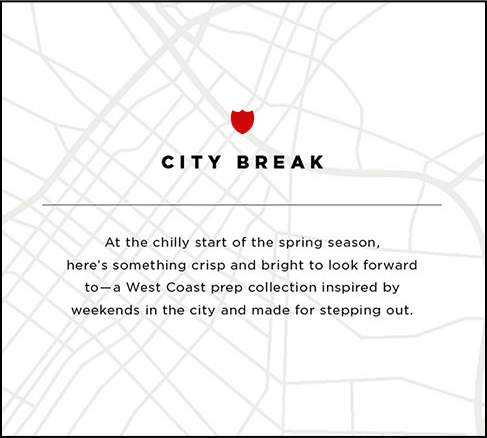 CITY BREAK
At the chilly start of the spring season,
here's something crisp and bright to look forward
to—a West Coast prep collection inspired by
weekends in the city and made for stepping out.